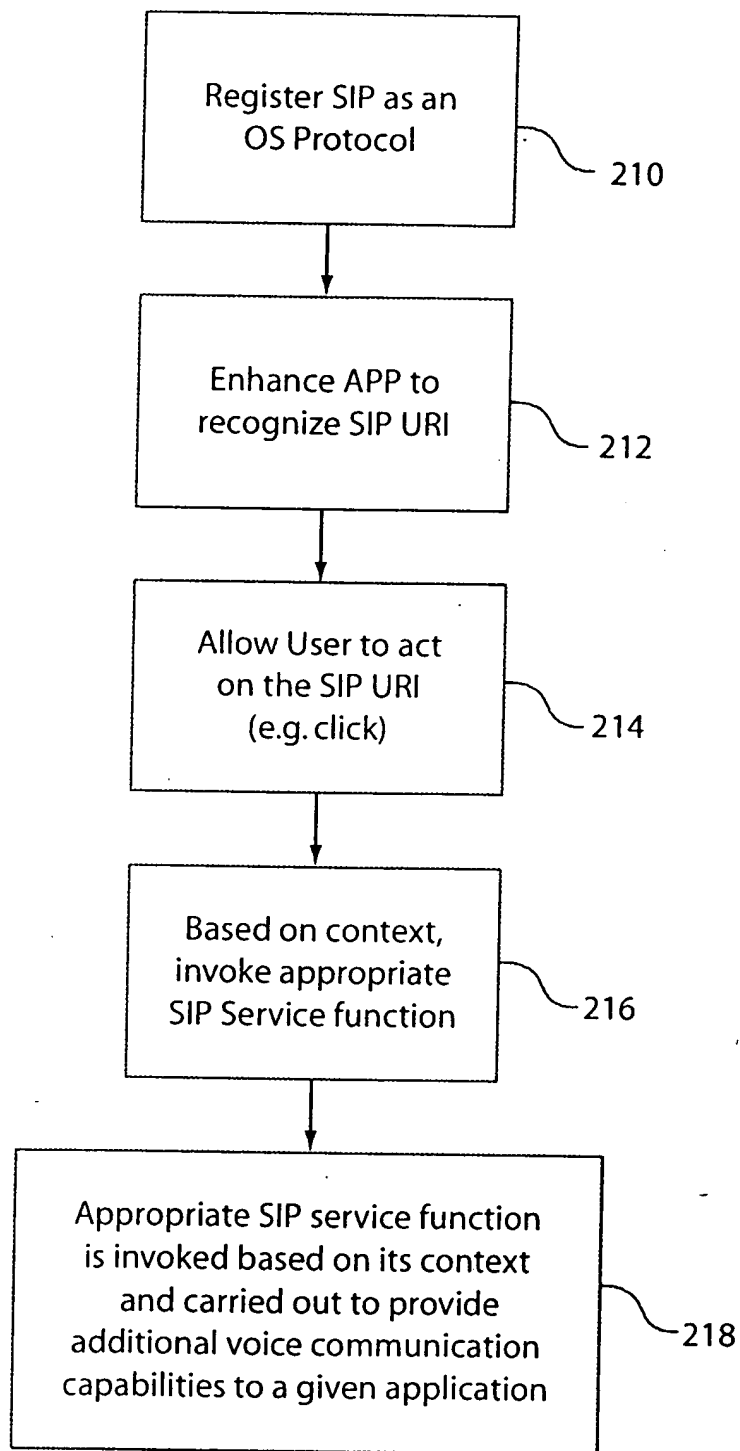 Register SIP as an
OS Protocol
210
Enhance APP to
recognize SIP URI
212
Allow User to act
on the SIP URI
(e.g. click)
214
Based on context,
invoke appropriate
SIP Service function
216
Appropriate SIP service function
is invoked based on its context
and carried out to provide
additional voice communication
capabilities to a given application
218